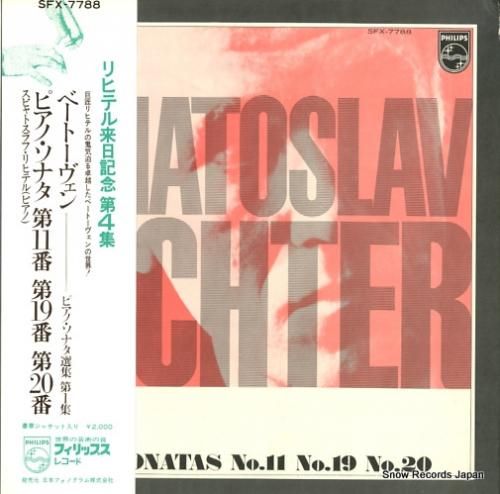 SFX-7788
リヒテル来日記念 第4集
巨匠リヒテルの鬼気迫る卓越したベートーヴェンの世界!
ベートーヴェン——ピアノ・ソナタ選集 第1集
ピアノ・ソナタ 第11番 第19番 第20番
スビャトスラフ・リヒテル(ピアノ)
豪華ジャケット入り ¥2,000
PHILIPS
世界の音楽の旨
フィリップス
レコード
発売元 日本フォノグラム株式会社
SFX-7788
PHILIPS
IATOSLAV
CHTER
ONATAS No.11 No.19 No.20
Snow Records Japan